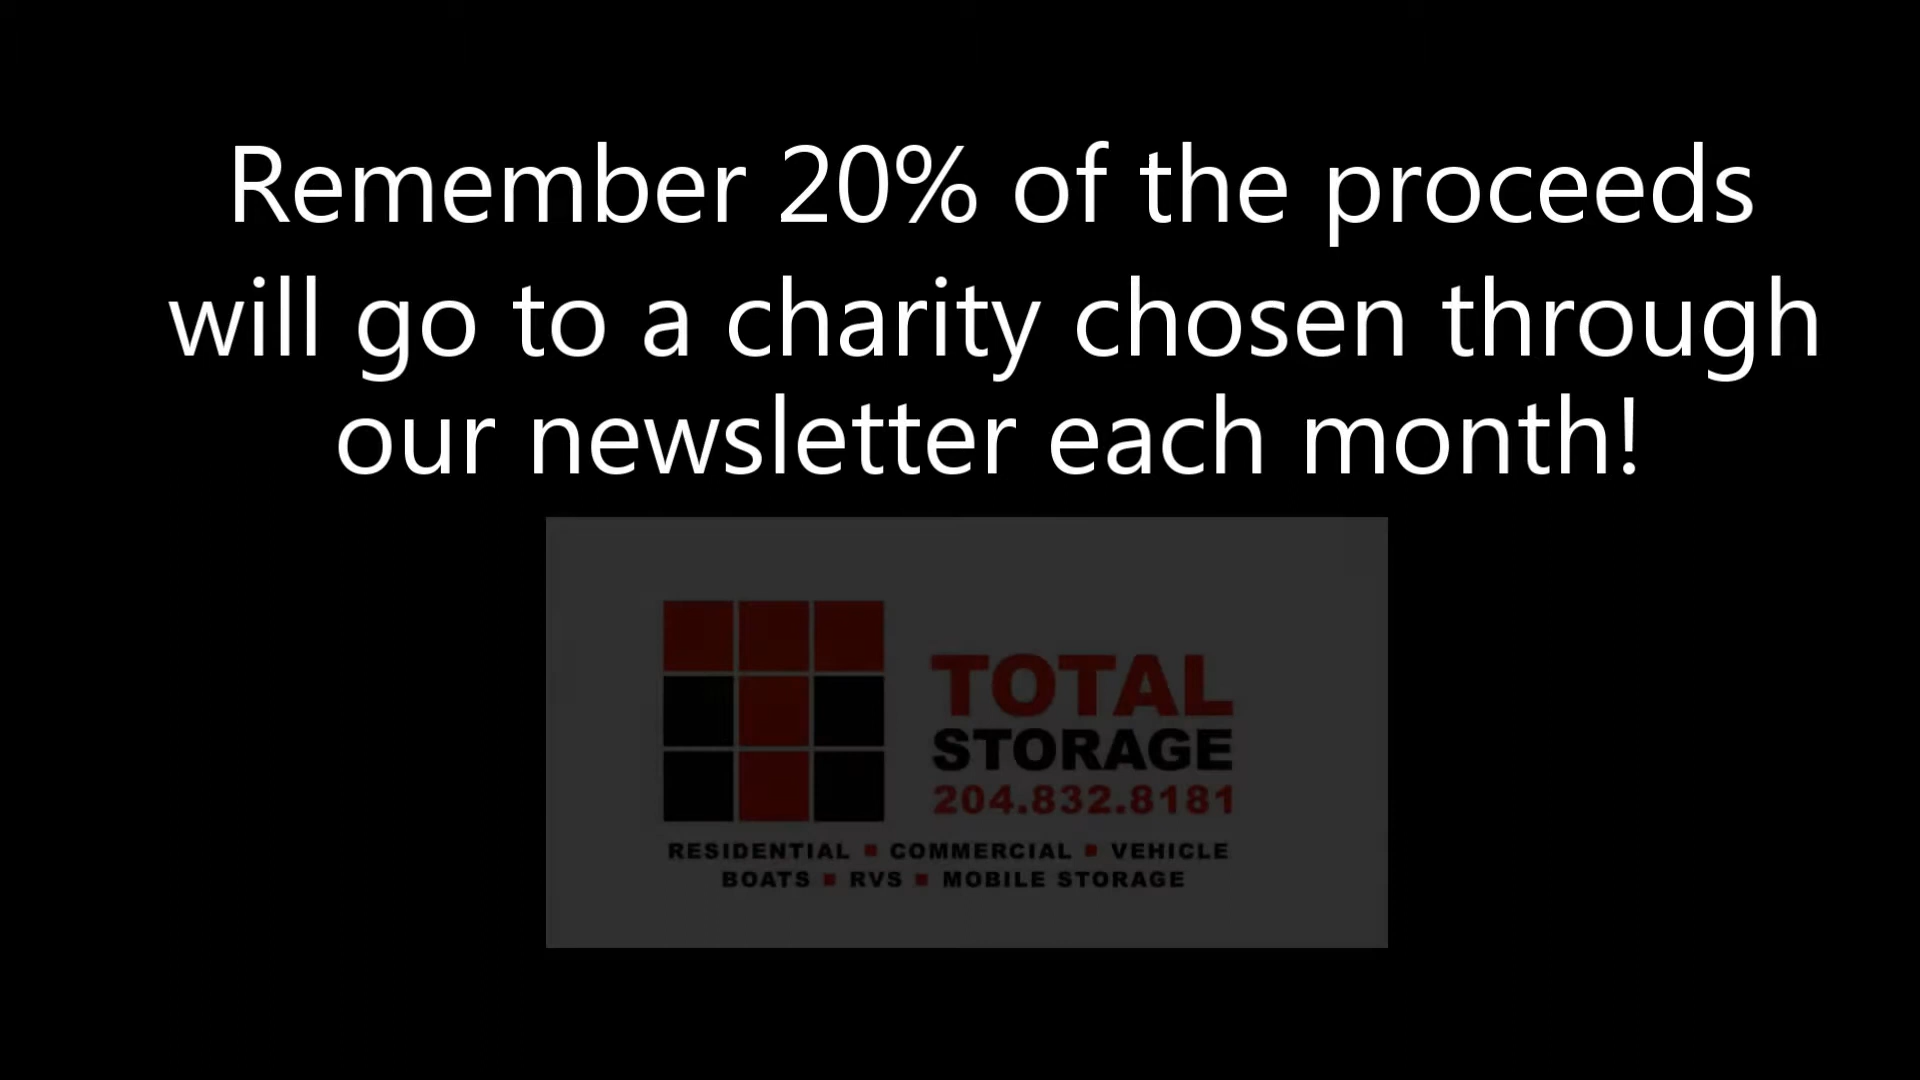 Remember 20% of the proceeds
will go to a charity chosen through
our newsletter each month!
TOTAL
STORAGE
204.832.8181
RESIDENTIAL ▪ COMMERCIAL ▪ VEHICLE
BOATS ▪ RVS ▪ MOBILE STORAGE